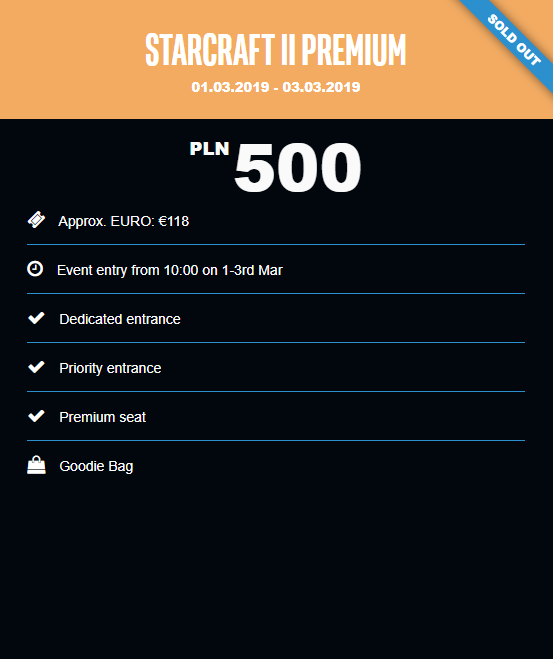 STARCRAFT II PREMIUM
SOLD OUT
01.03.2019 - 03.03.2019
PLN 500
Approx. EURO: €118
Event entry from 10:00 on 1-3rd Mar
Dedicated entrance
Priority entrance
Premium seat
Goodie Bag